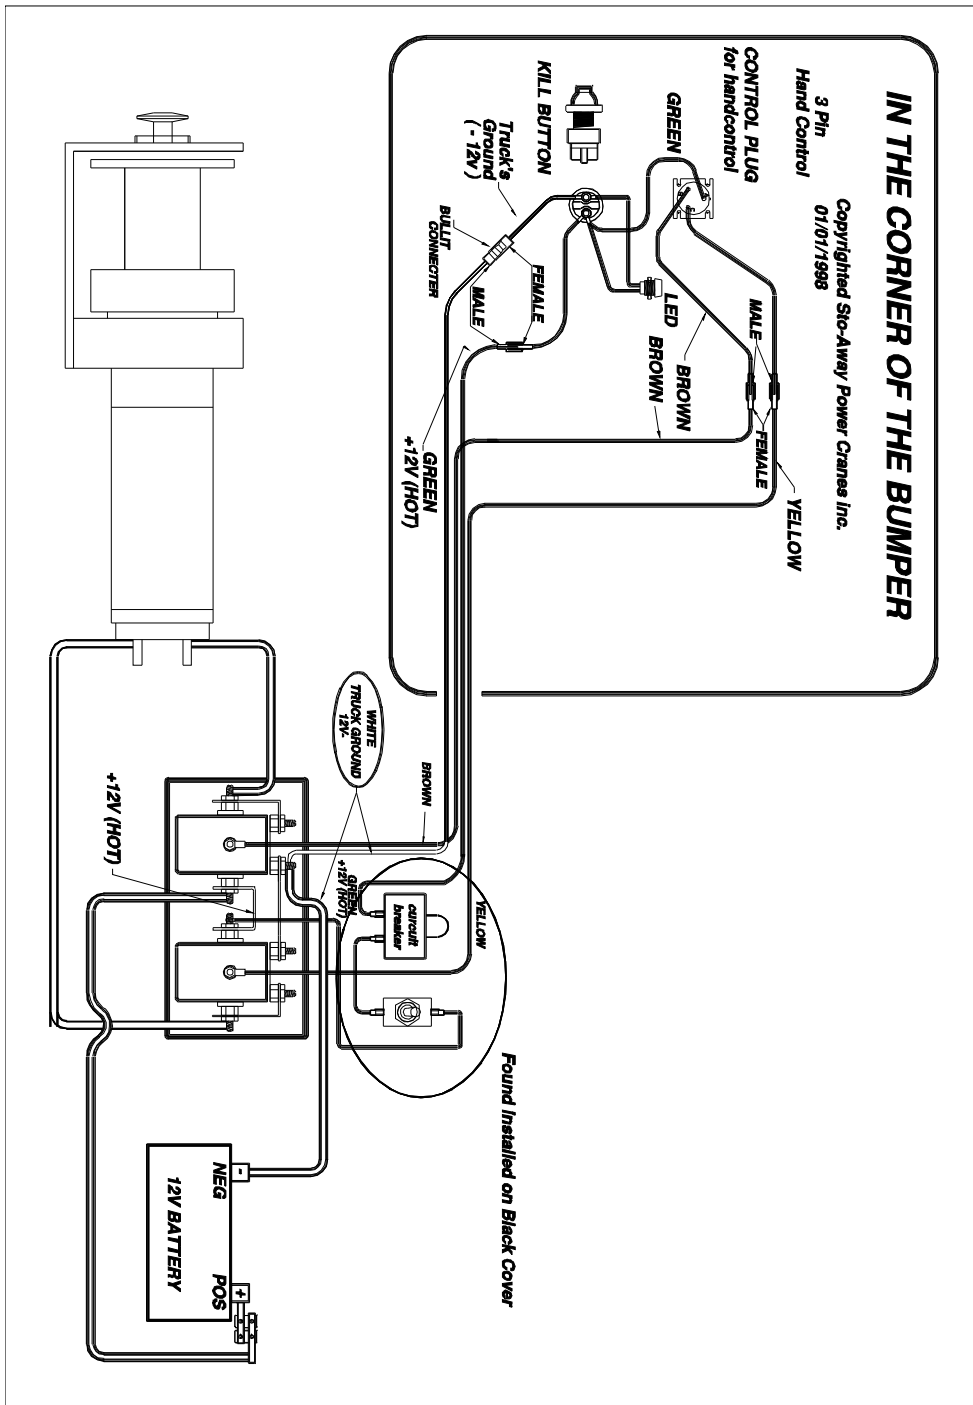 IN THE CORNER OF THE BUMPER
Copyrighted Sto-Away Power Cranes inc.
01/01/1998
3 Pin
Hand Control
CONTROL PLUG
for handcontrol
GREEN
KILL BUTTON
Truck's
Ground
( - 12v )
BULLIT
CONNECTER
FEMALE
MALE
LED
BROWN
BROWN
MALE
FEMALE
YELLOW
GREEN
+12V (HOT)
WHITE
TRUCK GROUND
12V-
BROWN
+12V (HOT)
GREEN
+12V (HOT)
YELLOW
curcuit
breaker
Found installed on Black Cover
-
NEG
12V BATTERY
POS
+